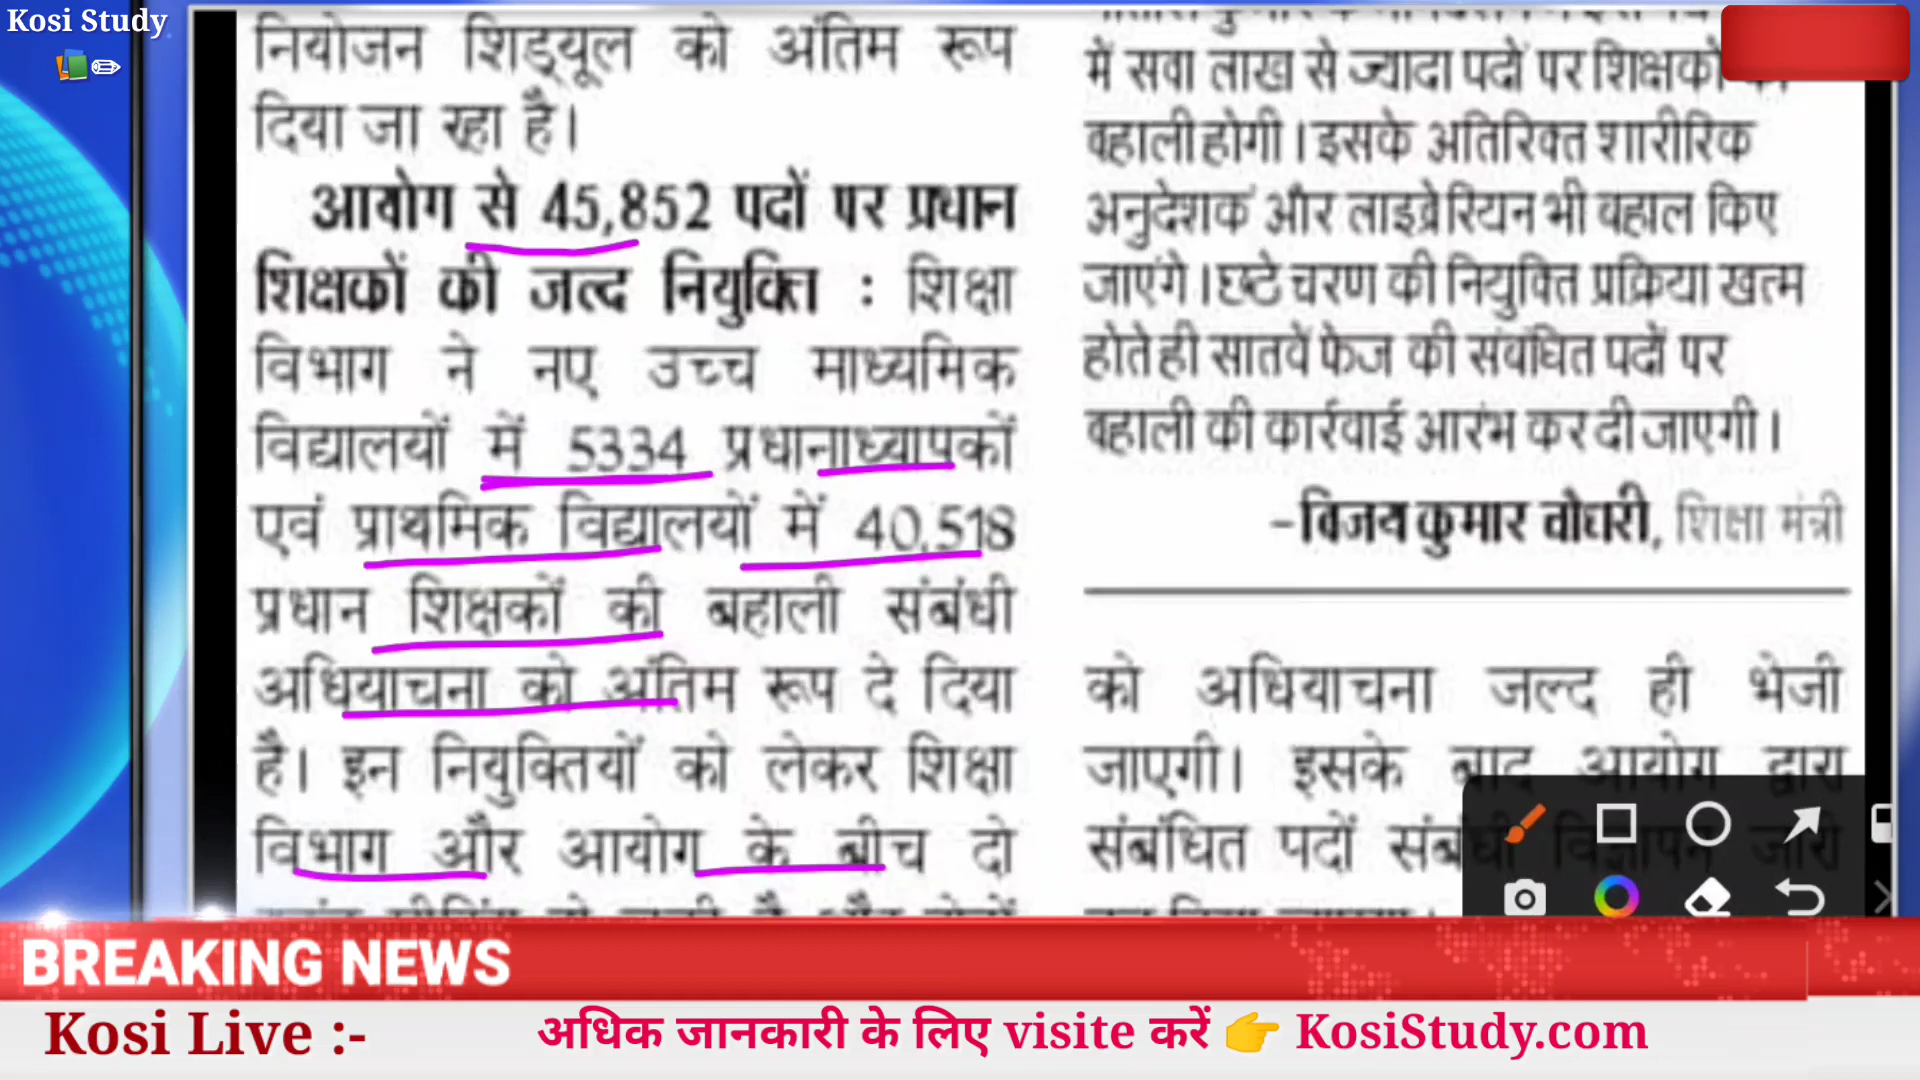 Kosi Study
नियोजन शिड्यूल को अंतिम रूप
दिया जा रहा है।
आयोग से 45,852 पदों पर प्रधान
शिक्षकों की जल्द नियुक्ति : शिक्षा
विभाग ने नए उच्च माध्यमिक
विद्यालयों में 5334 प्रधानाध्यापकों
एवं प्राथमिक विद्यालयों में 40,518
प्रधान शिक्षकों की बहाली संबंधी
अधियाचना को अंतिम रूप दे दिया
है। इन नियुक्तियों को लेकर शिक्षा
विभाग और आयोग के बीच दो
में सवा लाख से ज्यादा पदों पर शिक्षकों
बहाली होगी। इसके अतिरिक्त शारीरिक
अनुदेशक और लाइब्रेरियन भी बहाल किए
जाएंगे। छठे चरण की नियुक्ति प्रक्रिया खत्म
होते ही सातवें फेज की संबंधित पदों पर
बहाली की कार्रवाई आरंभ कर दी जाएगी।
–विजय कुमार चौधरी, शिक्षा मंत्री
को अधियाचना जल्द ही भेजी
जाएगी। इसके बाद आयोग द्वारा
संबंधित पदों संबंधी विज्ञापन जारी
BREAKING NEWS
Kosi Live :-
अधिक जानकारी के लिए visite करें 👉 KosiStudy.com